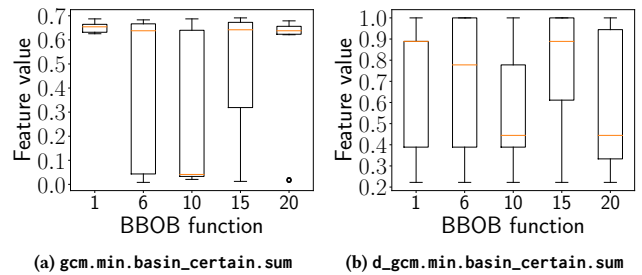 0.7
0.6
0.5
0.4
0.3
0.2
0.1
0.0
Feature value
1 6 10 15 20
BBOB function
(a) gcm.min.basin_certain.sum
1.0
0.9
0.8
0.7
0.6
0.5
0.4
0.3
0.2
Feature value
1 6 10 15 20
BBOB function
(b) d_gcm.min.basin_certain.sum